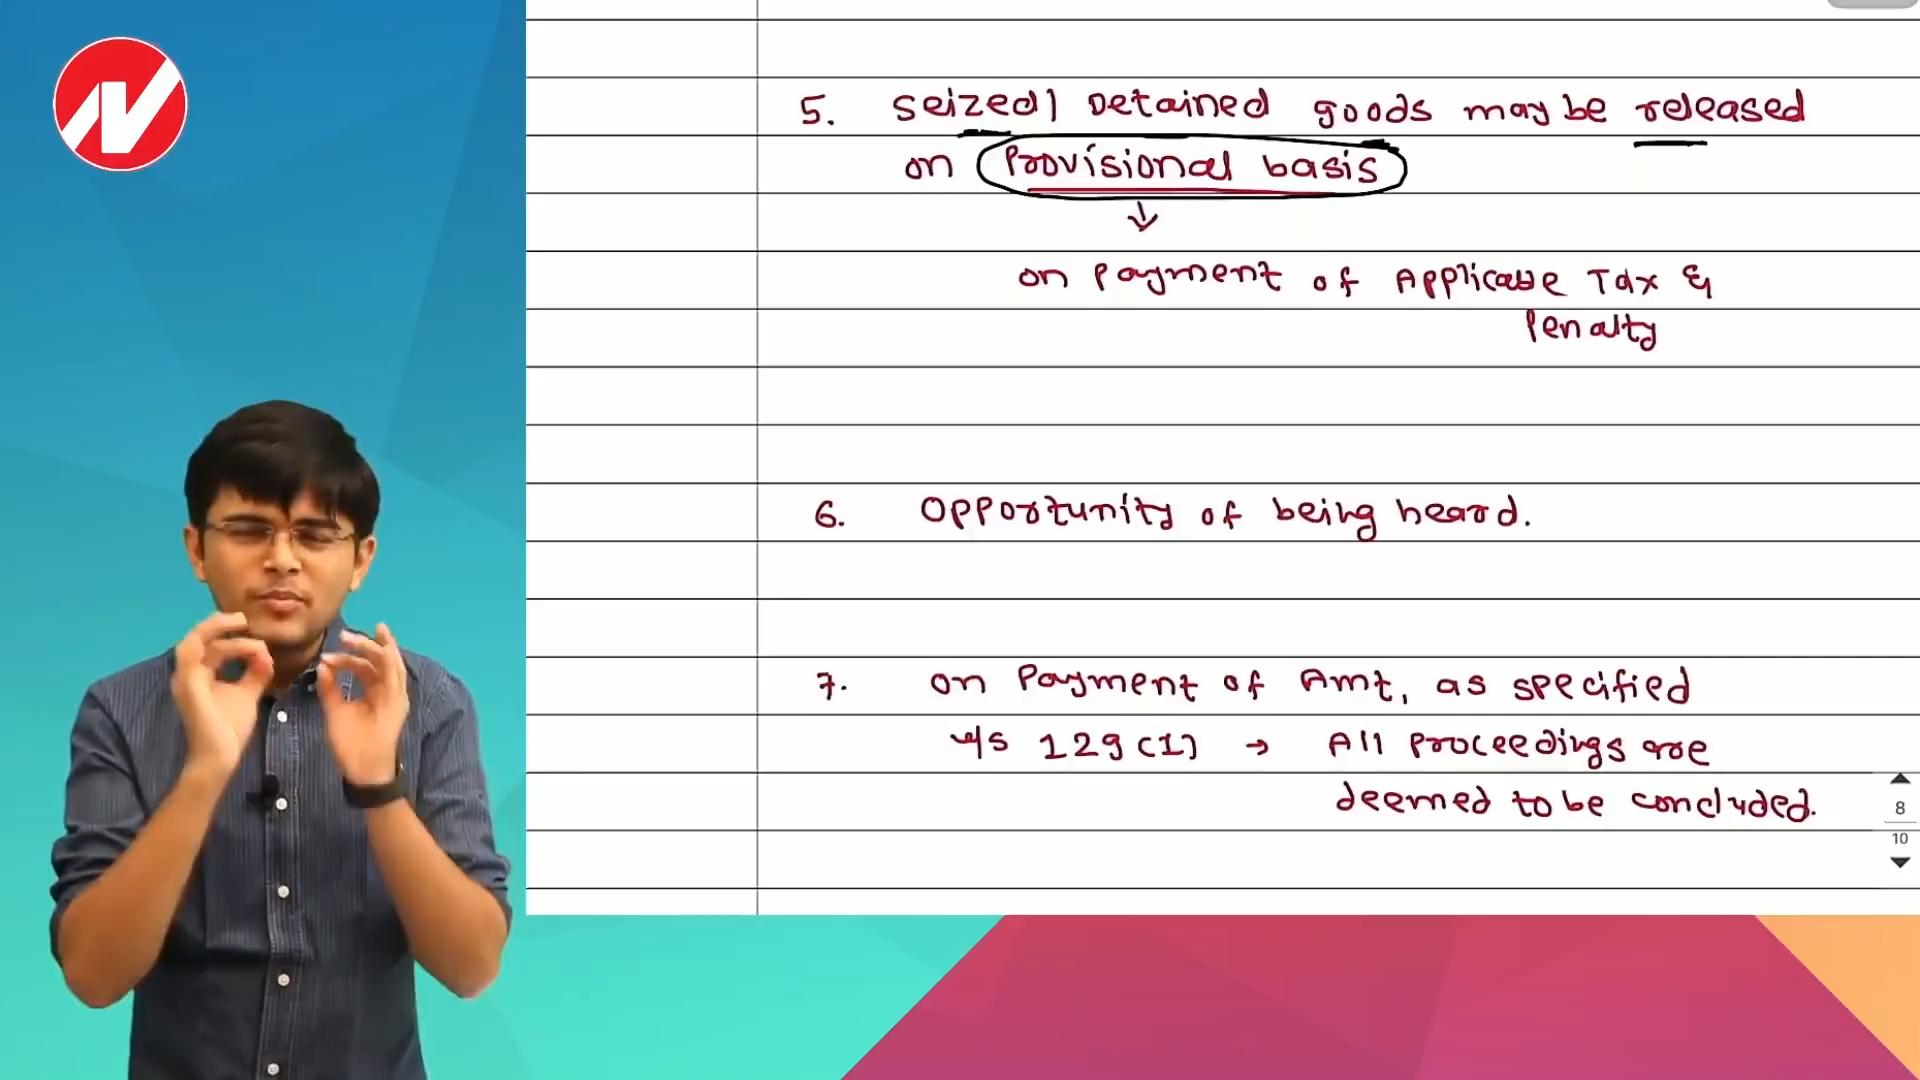 5. Seized/ Detained goods may be released
on Provisional basis
↓
on Payment of Applicable Tax &
Penalty
6. Opportunity of being heard.
7. on Payment of Amt, as specified
u/s 129(1) → All proceedings are
deemed to be concluded.
8
10